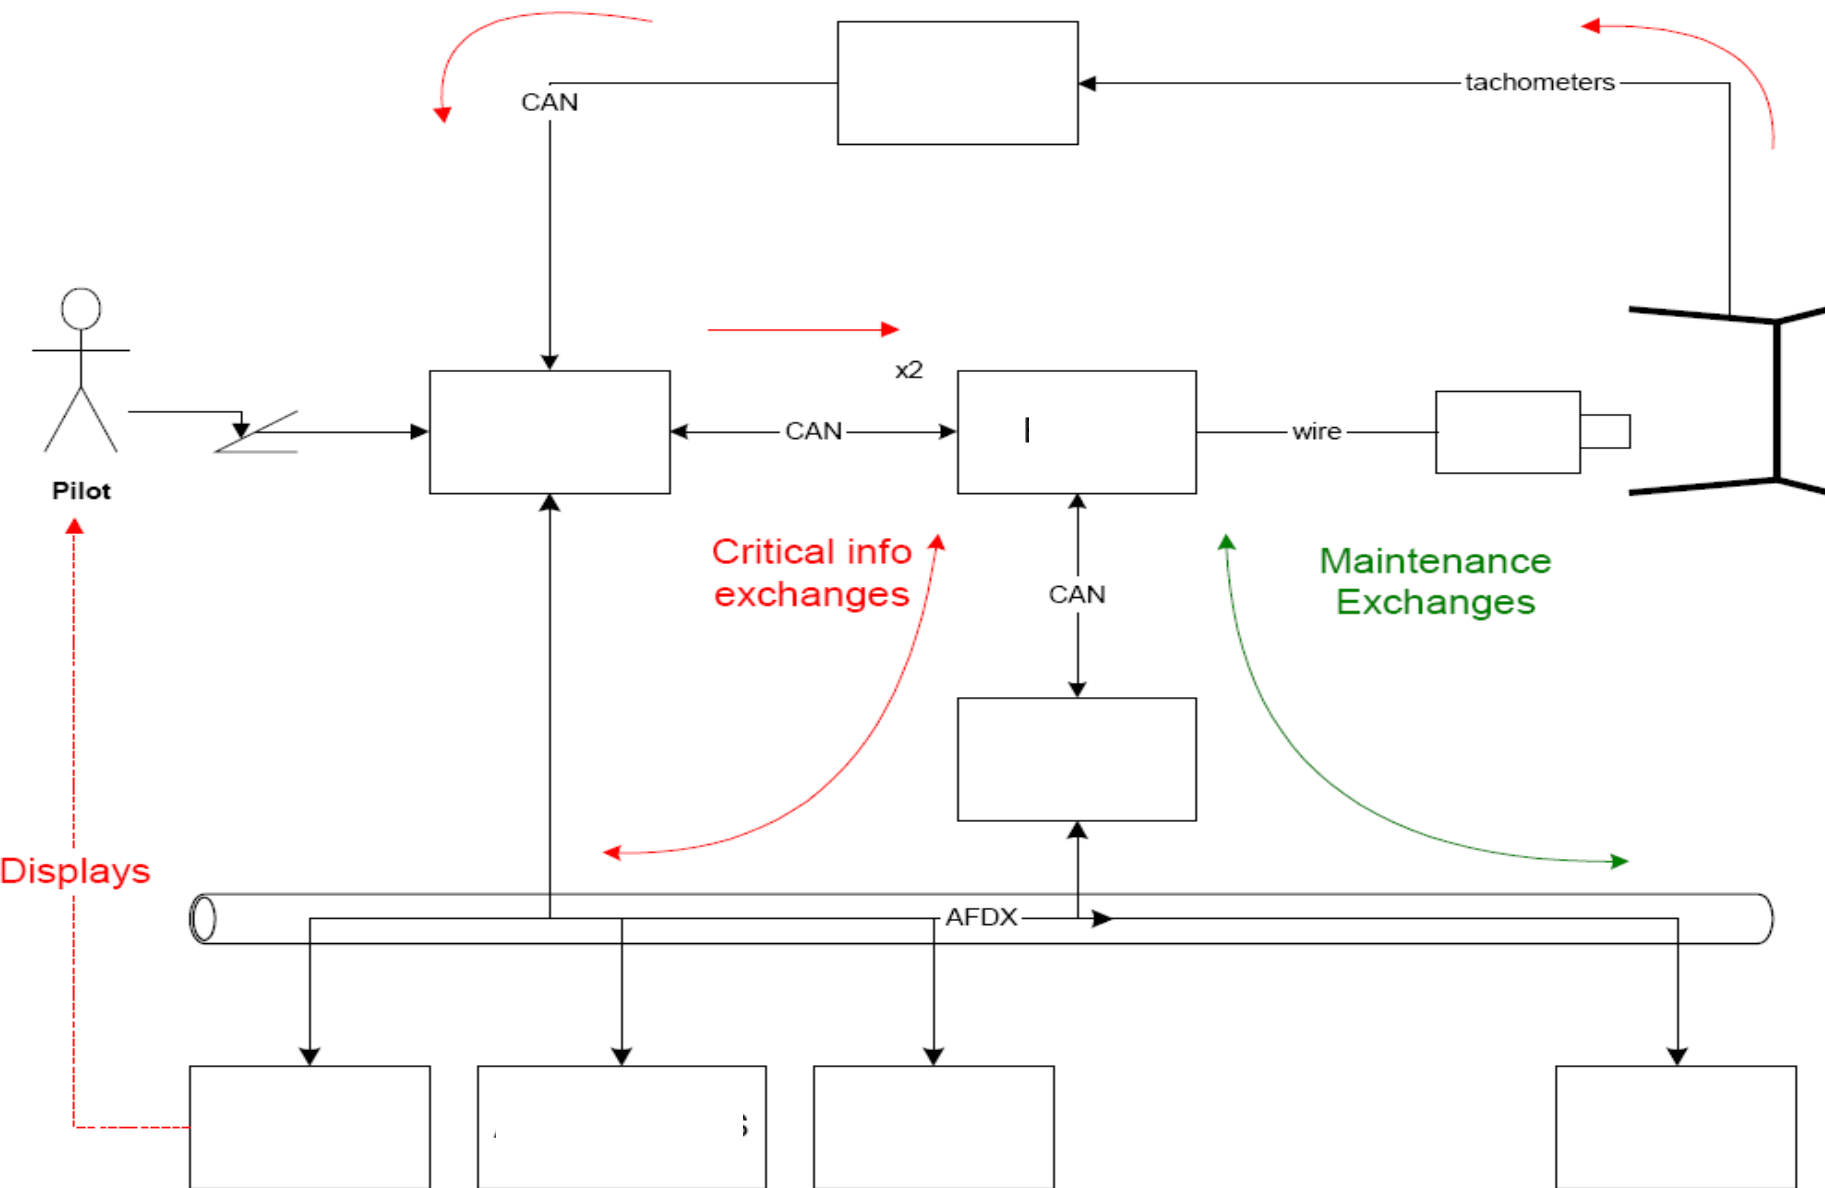 tachometers
CAN
x2
CAN
wire
Pilot
Critical info
exchanges
Maintenance
Exchanges
CAN
Displays
AFDX